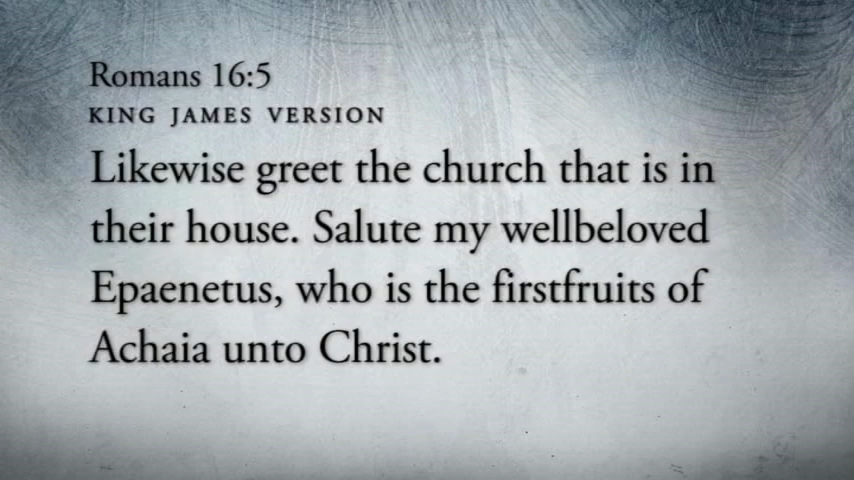 Romans 16:5
KING JAMES VERSION
Likewise greet the church that is in
their house. Salute my wellbeloved
Epaenetus, who is the firstfruits of
Achaia unto Christ.